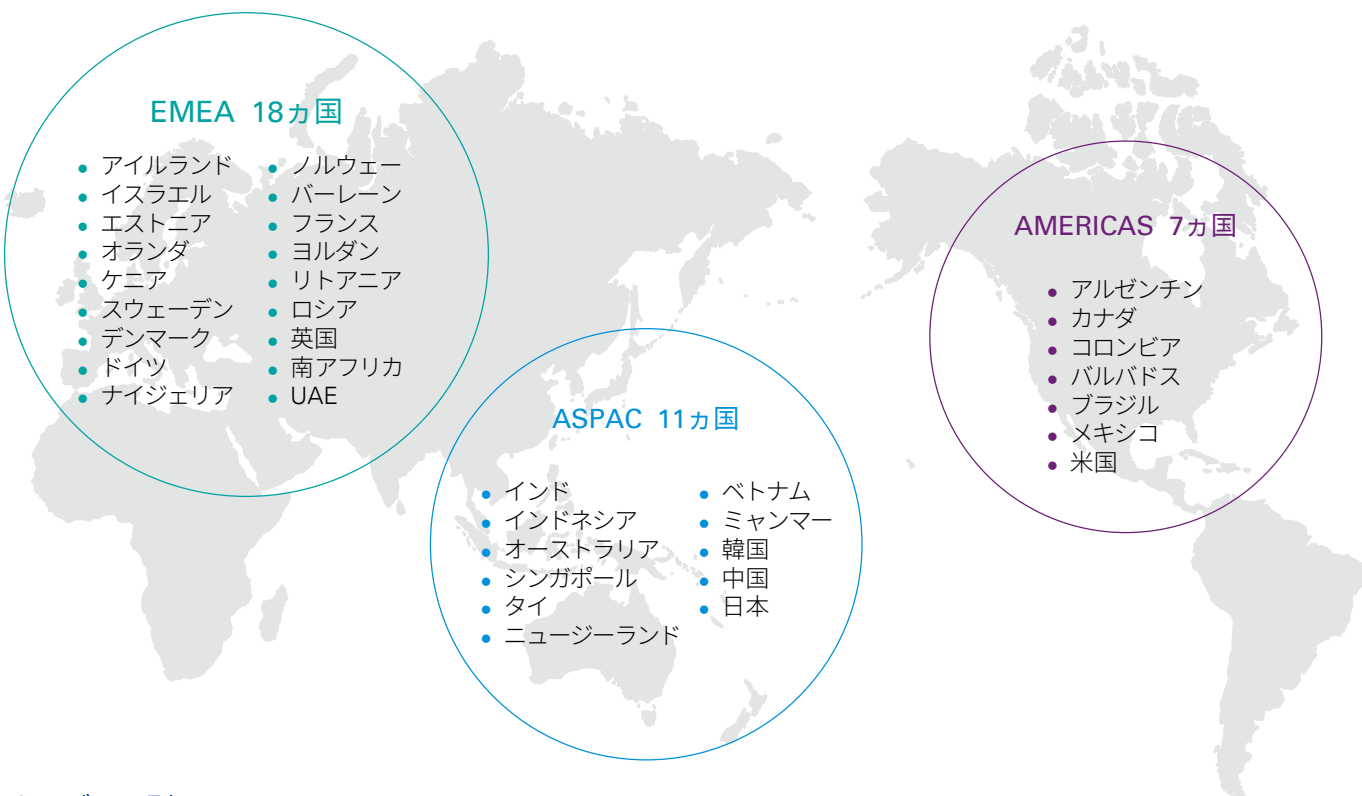 EMEA 18ヵ国
● アイルランド
● イスラエル
● エストニア
● オランダ
● ケニア
● スウェーデン
● デンマーク
● ドイツ
● ナイジェリア
● ノルウェー
● バーレーン
● フランス
● ヨルダン
● リトアニア
● ロシア
● 英国
● 南アフリカ
● UAE
ASPAC 11ヵ国
● インド
● インドネシア
● オーストラリア
● シンガポール
● タイ
● ニュージーランド
● ベトナム
● ミャンマー
● 韓国
● 中国
● 日本
AMERICAS 7ヵ国
● アルゼンチン
● カナダ
● コロンビア
● バルバドス
● ブラジル
● メキシコ
● 米国